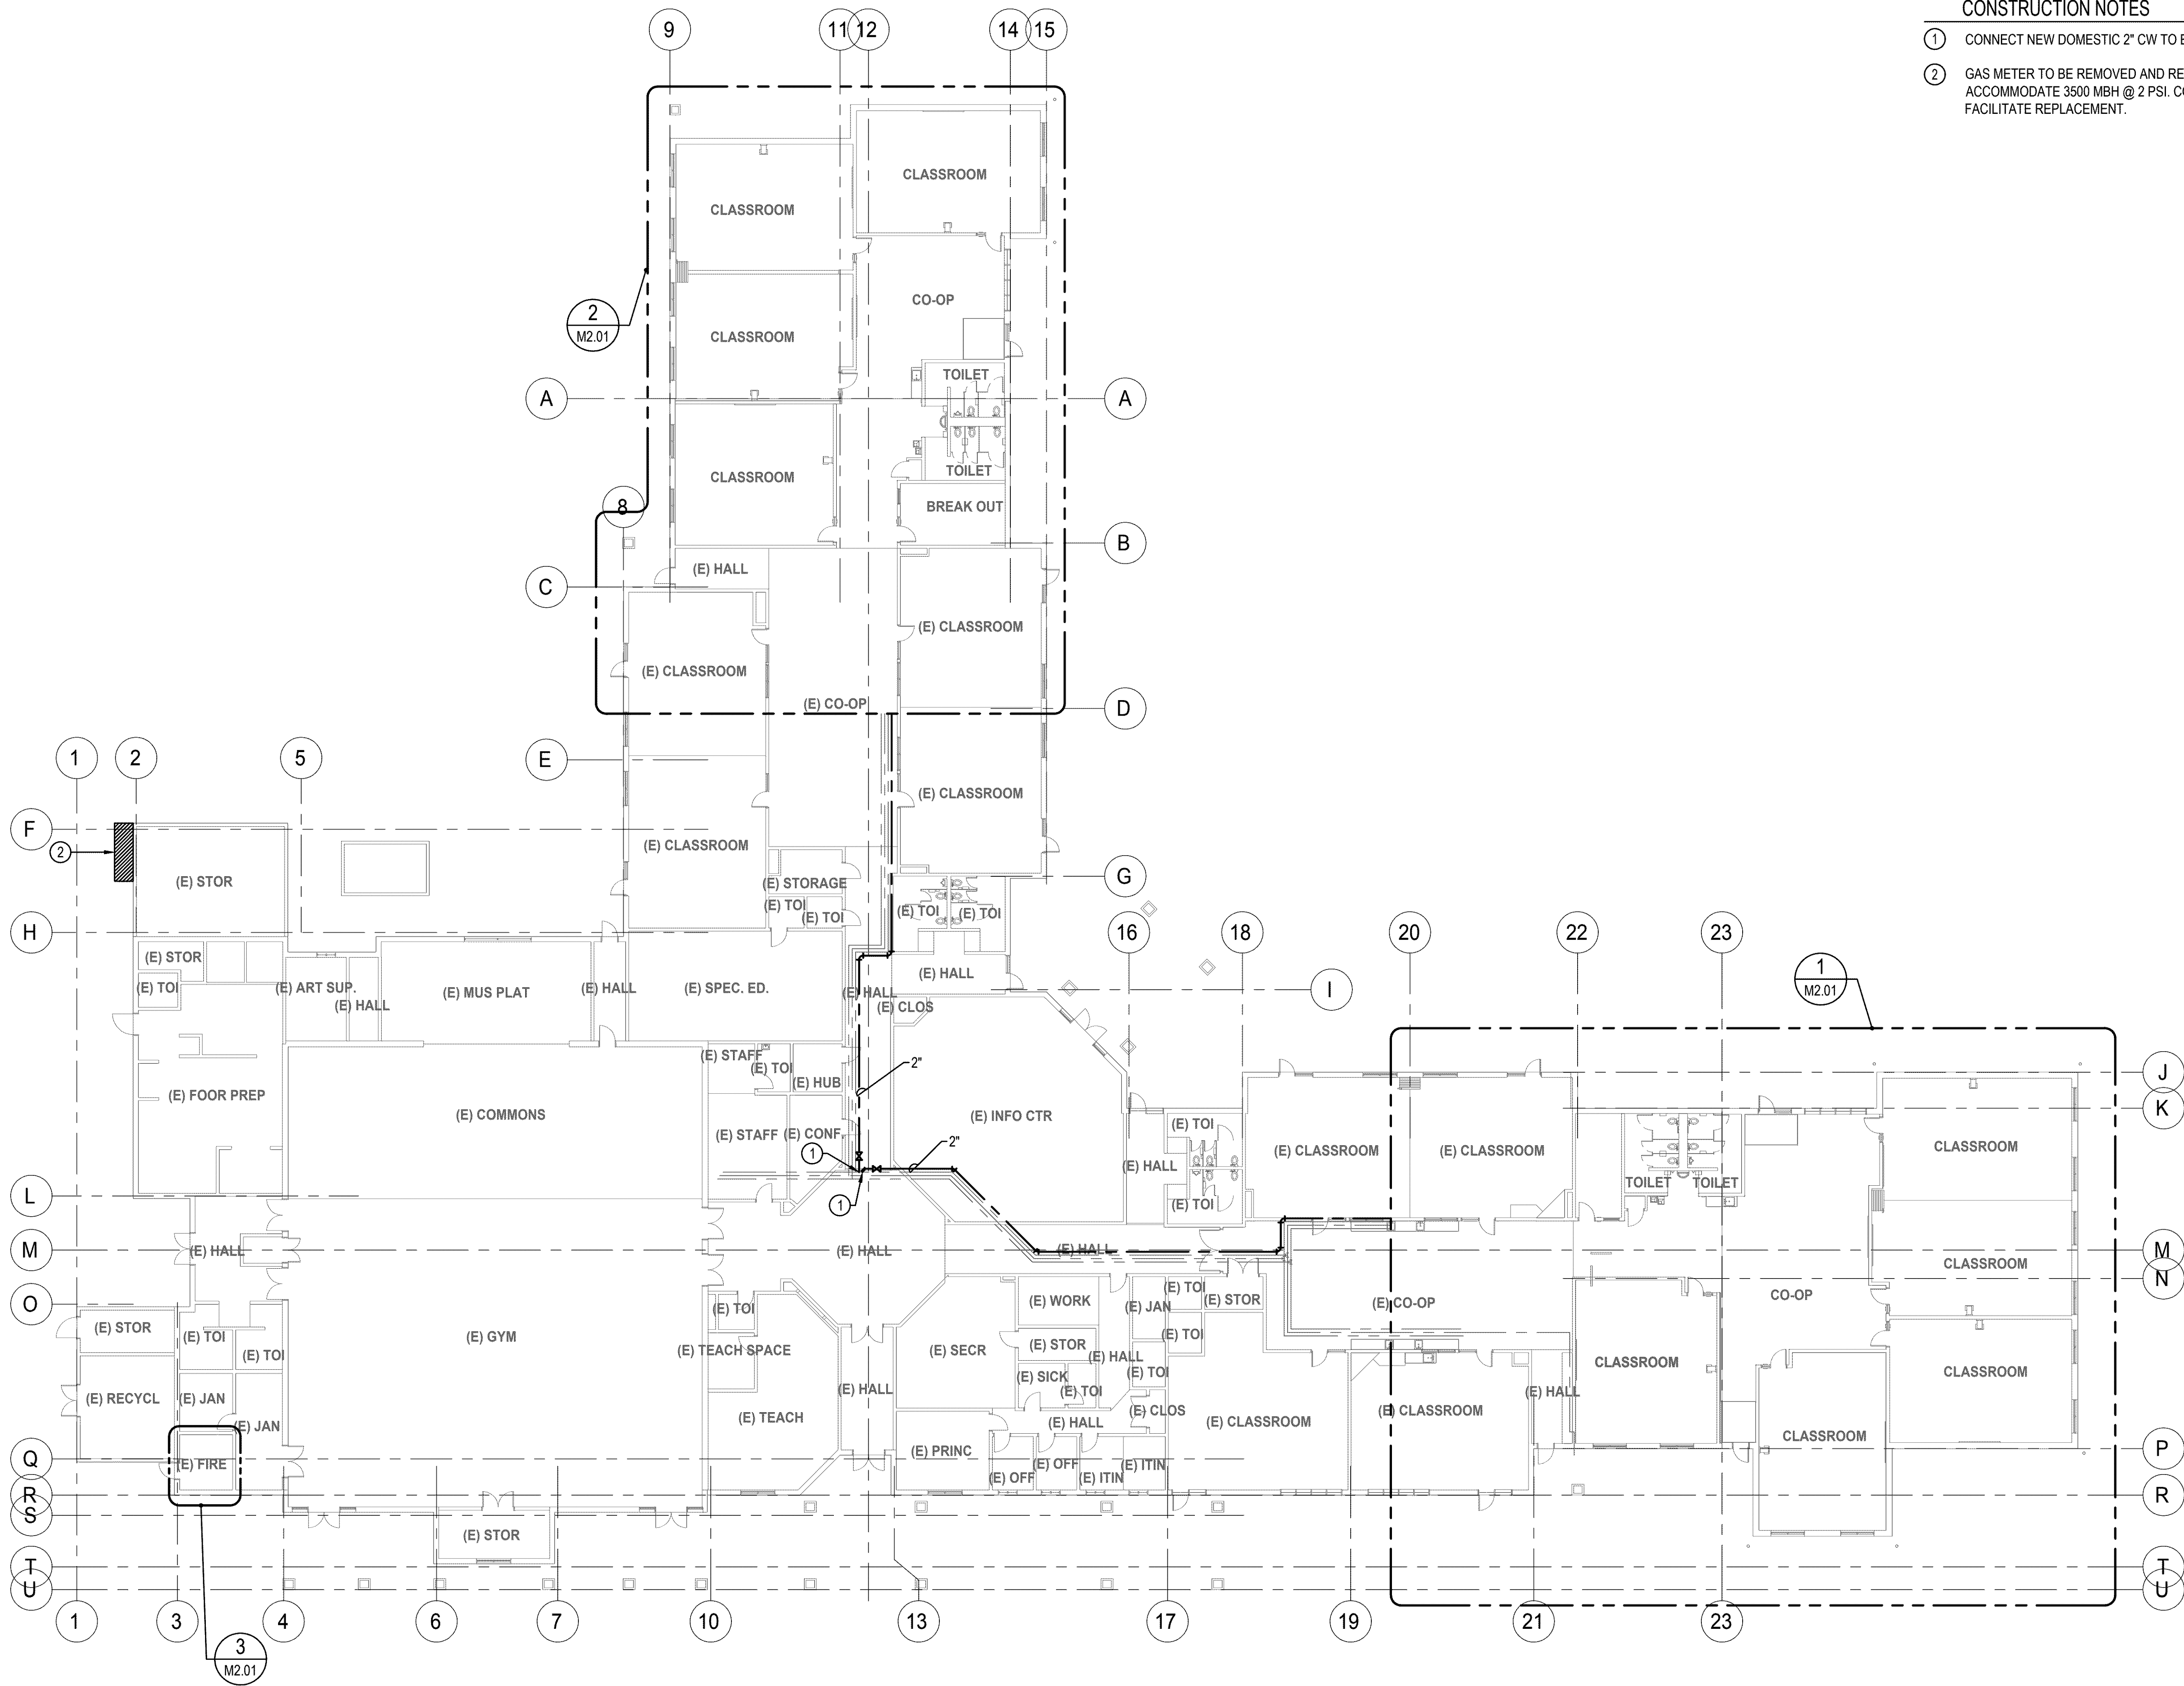 CONSTRUCTION NOTES
1 CONNECT NEW DOMESTIC 2" CW TO
2 GAS METER TO BE REMOVED AND
ACCOMMODATE 3500 MBH @ 2 PSI.
FACILITATE REPLACEMENT.
9 11 12 14 15
CLASSROOM
CLASSROOM
CO-OP
2
M2.01
CLASSROOM
TOILET
A A
TOILET
CLASSROOM
BREAK OUT
8
B
(E) HALL
C
(E) CLASSROOM
(E) CLASSROOM
(E) CO-OP
D
1 2 5
E
(E) CLASSROOM
F
(E) CLASSROOM
2
(E) STOR
(E) STORAGE
G
(E) TOI
(E) TOI
(E) TOI
(E) TOI
H
16 18 20 22 23
(E) STOR
(E) HALL
1
M2.01
(E) TOI
(E) ART SUP.
(E) HALL
(E) MUS PLAT
(E) HALL
(E) SPEC. ED.
(E) HALL
(E) CLOS
I
(E) STAFF
(E) TOI
(E) HUB
2"
J
(E) FOOR PREP
(E) COMMONS
(E) INFO CTR
K
(E) TOI
(E) STAFF
(E) CONF.
1
2"
(E) CLASSROOM
(E) CLASSROOM
CLASSROOM
(E) HALL
TOILET
TOILET
L
1
(E) TOI
M
(E) HALL
(E) HALL
(E) HALL
M
CLASSROOM
N
O
(E) TOI
(E) WORK
(E) JAN
(E) TOI
(E) STOR
(E) CO-OP
CO-OP
(E) STOR
(E) TOI
(E) GYM
(E) TOI
(E) TEACH SPACE
(E) SECR
(E) STOR
(E) TOI
(E) HALL
CLASSROOM
CLASSROOM
(E) SICK
(E) TOI
(E) TOI
(E) RECYCL
(E) JAN
(E) HALL
(E) HALL
(E) JAN
(E) TEACH
(E) HALL
(E) CLOS
(E) CLASSROOM
(E) CLASSROOM
CLASSROOM
Q
(E) FIRE
(E) PRINC
P
(E) OFF
(E) OFF
(E) ITIN
(E) ITIN
R R
S
(E) STOR
T T
U U
1 3 4 6 7 10 13 17 19 21 23
3
M2.01